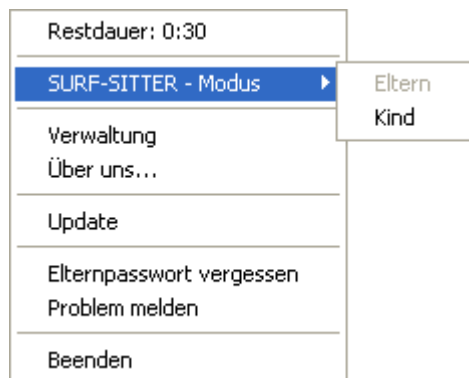 Restdauer: 0:30
SURF-SITTER - Modus
Eltern
Kind
Verwaltung
Über uns...
Update
Elternpasswort vergessen
Problem melden
Beenden